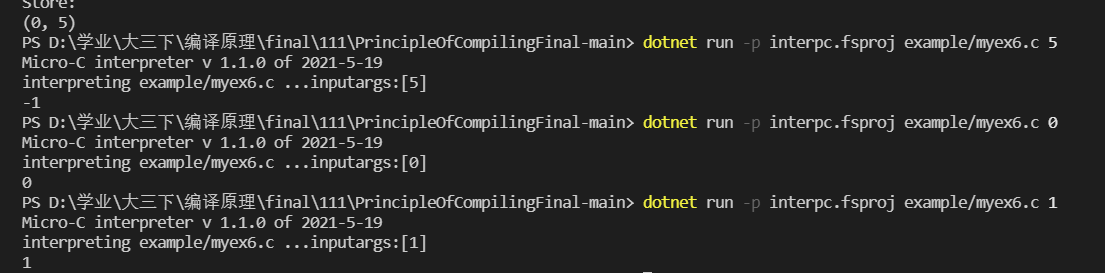 Store:
(0, 5)
PS D:\学业\大三下\编译原理\final\111\PrincipleOfCompilingFinal-main> dotnet run -p interpc.fsproj example/myex6.c 5
Micro-C interpreter v 1.1.0 of 2021-5-19
interpreting example/myex6.c ...inputargs:[5]
-1
PS D:\学业\大三下\编译原理\final\111\PrincipleOfCompilingFinal-main> dotnet run -p interpc.fsproj example/myex6.c 0
Micro-C interpreter v 1.1.0 of 2021-5-19
interpreting example/myex6.c ...inputargs:[0]
0
PS D:\学业\大三下\编译原理\final\111\PrincipleOfCompilingFinal-main> dotnet run -p interpc.fsproj example/myex6.c 1
Micro-C interpreter v 1.1.0 of 2021-5-19
interpreting example/myex6.c ...inputargs:[1]
1